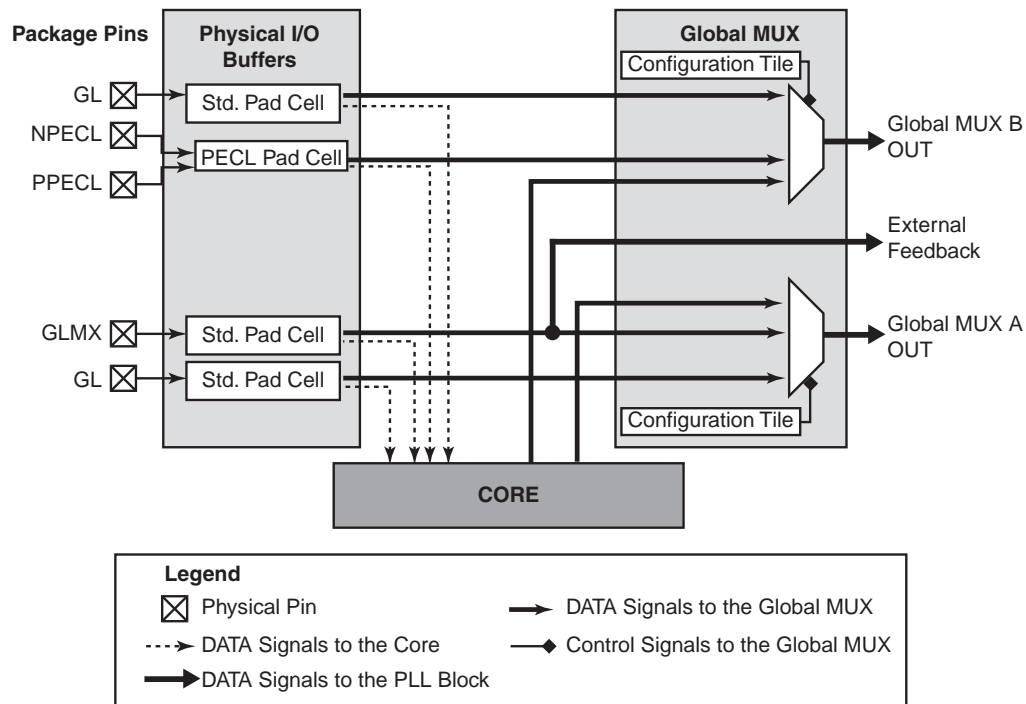 Package Pins
Physical I/O
Buffers
Global MUX
Configuration Tile
GL
Std. Pad Cell
NPECL
PECL Pad Cell
PPECL
Global MUX B
OUT
External
Feedback
GLMX
Std. Pad Cell
Global MUX A
OUT
GL
Std. Pad Cell
Configuration Tile
CORE
Legend
Physical Pin
DATA Signals to the Global MUX
DATA Signals to the Core
Control Signals to the Global MUX
DATA Signals to the PLL Block